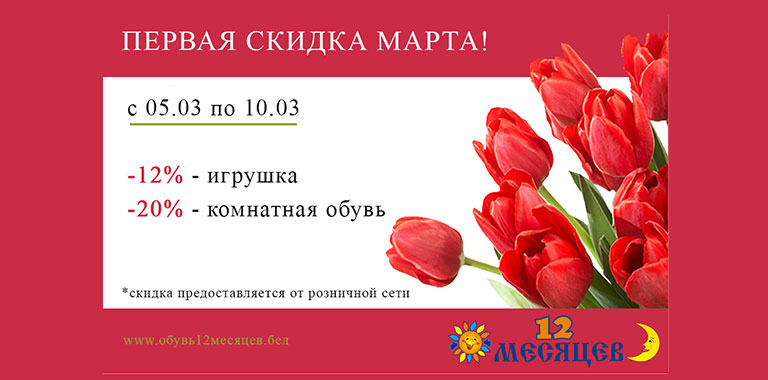 ПЕРВАЯ СКИДКА МАРТА!
с 05.03 по 10.03
-12% - игрушка
-20% - комнатная обувь
*скидка предоставляется от розничной сети
www.обувь12месяцев.бел
12
МЕСЯЦЕВ